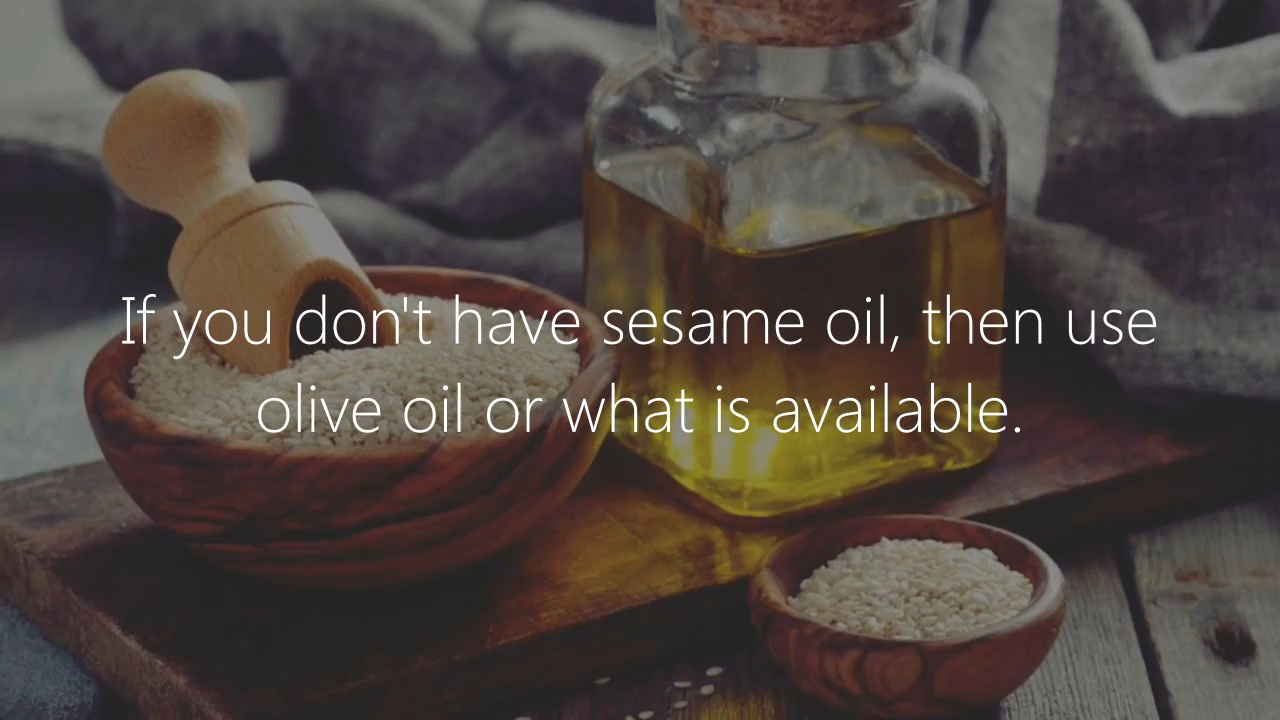 If you don't have sesame oil, then use
olive oil or what is available.